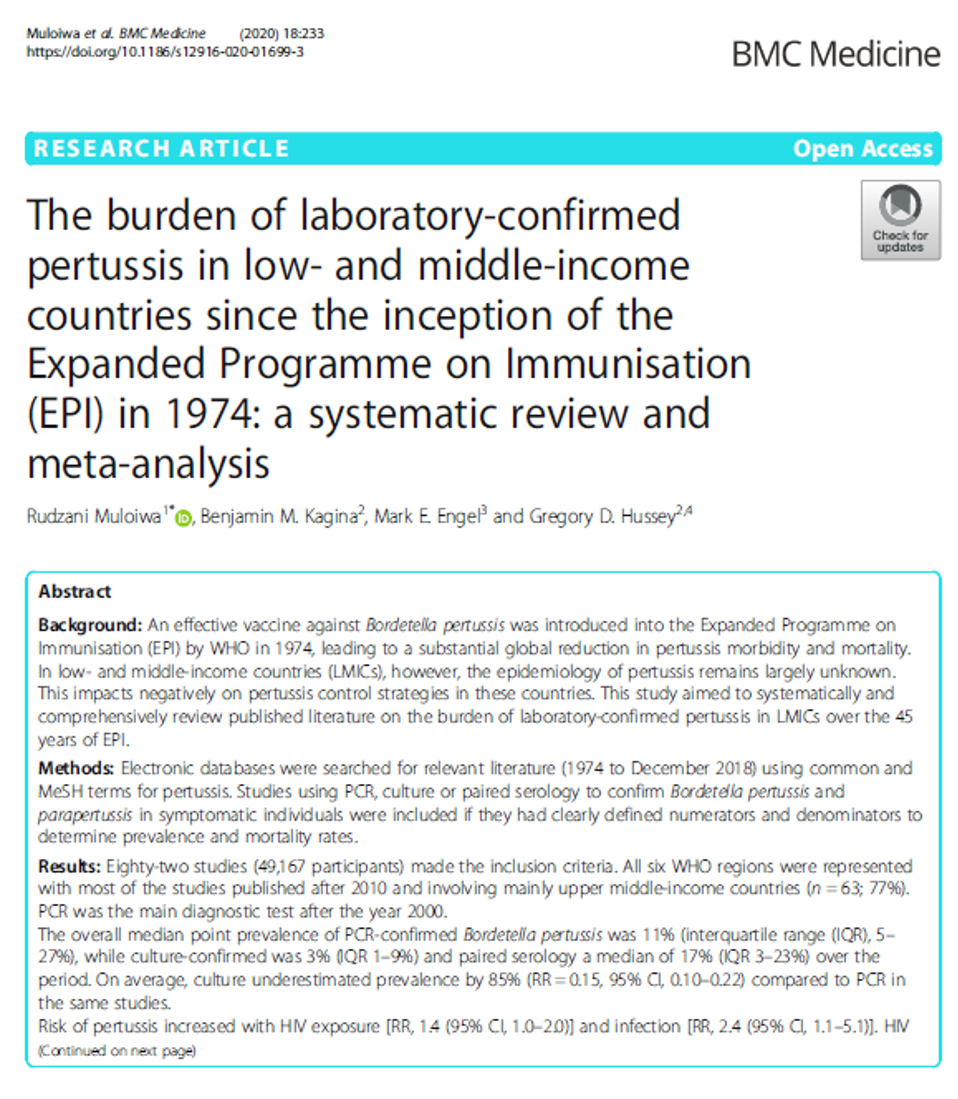 Muloiwa et al. BMC Medicine (2020) 18:233
https://doi.org/10.1186/s12916-020-01699-3
BMC Medicine
RESEARCH ARTICLE
Open Access
The burden of laboratory-confirmed
pertussis in low- and middle-income
countries since the inception of the
Expanded Programme on Immunisation
(EPI) in 1974: a systematic review and
meta-analysis
Check for
updates
Rudzani Muloiwa1* iD, Benjamin M. Kagina2, Mark E. Engel3 and Gregory D. Hussey2,4
Abstract
Background: An effective vaccine against Bordetella pertussis was introduced into the Expanded Programme on
Immunisation (EPI) by WHO in 1974, leading to a substantial global reduction in pertussis morbidity and mortality.
In low- and middle-income countries (LMICs), however, the epidemiology of pertussis remains largely unknown.
This impacts negatively on pertussis control strategies in these countries. This study aimed to systematically and
comprehensively review published literature on the burden of laboratory-confirmed pertussis in LMICs over the 45
years of EPI.
Methods: Electronic databases were searched for relevant literature (1974 to December 2018) using common and
MeSH terms for pertussis. Studies using PCR, culture or paired serology to confirm Bordetella pertussis and
parapertussis in symptomatic individuals were included if they had clearly defined numerators and denominators to
determine prevalence and mortality rates.
Results: Eighty-two studies (49,167 participants) made the inclusion criteria. All six WHO regions were represented
with most of the studies published after 2010 and involving mainly upper middle-income countries (n = 63; 77%).
PCR was the main diagnostic test after the year 2000.
The overall median point prevalence of PCR-confirmed Bordetella pertussis was 11% (interquartile range (IQR), 5–
27%), while culture-confirmed was 3% (IQR 1–9%) and paired serology a median of 17% (IQR 3–23%) over the
period. On average, culture underestimated prevalence by 85% (RR = 0.15, 95% CI, 0.10–0.22) compared to PCR in
the same studies.
Risk of pertussis increased with HIV exposure [RR, 1.4 (95% CI, 1.0–2.0)] and infection [RR, 2.4 (95% CI, 1.1–5.1)]. HIV
(Continued on next page)